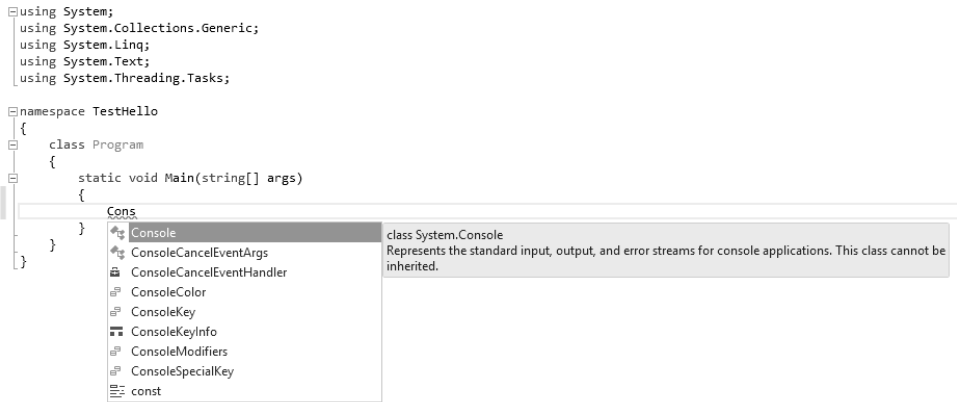 using System;
using System.Collections.Generic;
using System.Linq;
using System.Text;
using System.Threading.Tasks;
namespace TestHello
{
class Program
{
static void Main(string[] args)
{
Cons
}
}
}
Console
ConsoleCancelEventArgs
ConsoleCancelEventHandler
ConsoleColor
ConsoleKey
ConsoleKeyInfo
ConsoleModifiers
ConsoleSpecialKey
const
class System.Console
Represents the standard input, output, and error streams for console applications. This class cannot be
inherited.